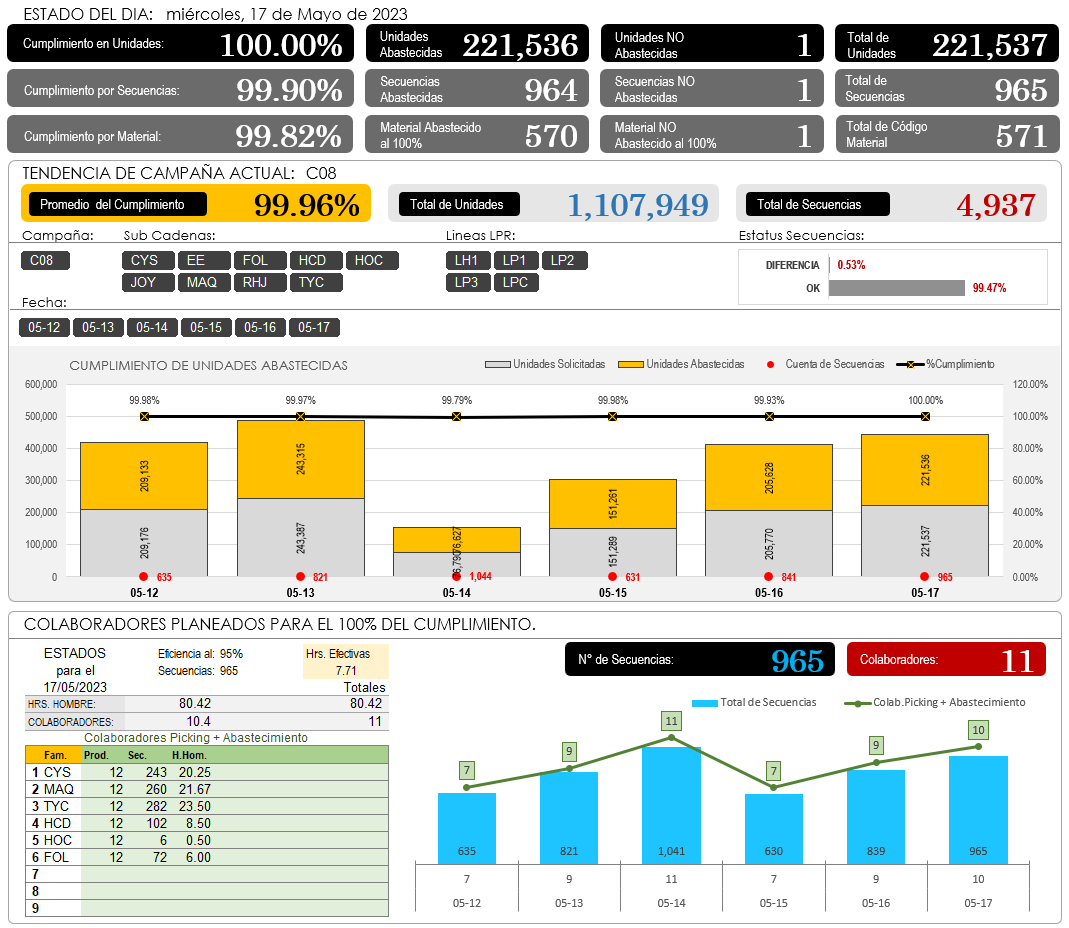 ESTADO DEL DIA: miércoles, 17 de Mayo de 2023
Cumplimiento en Unidades: 100.00%
Unidades Abastecidas 221,536
Unidades NO Abastecidas 1
Total de Unidades 221,537
Cumplimiento por Secuencias: 99.90%
Secuencias Abastecidas 964
Secuencias NO Abastecidas 1
Total de Secuencias 965
Cumplimiento por Material: 99.82%
Material Abastecido al 100% 570
Material NO Abastecido al 100% 1
Total de Código Material 571
TENDENCIA DE CAMPAÑA ACTUAL: C08
Promedio del Cumplimiento 99.96%
Total de Unidades 1,107,949
Total de Secuencias 4,937
Campaña: Sub Cadenas: Lineas LPR: Estatus Secuencias:
C08 CYS EE FOL HCD HOC LH1 LP1 LP2
JOY MAQ RHJ TYC LP3 LPC
DIFERENCIA 0.53%
OK 99.47%
Fecha:
05-12 05-13 05-14 05-15 05-16 05-17
CUMPLIMIENTO DE UNIDADES ABASTECIDAS
Unidades Solicitadas Unidades Abastecidas Cuenta de Secuencias %Cumplimiento
600,000 120.00%
99.98% 99.97% 99.79% 99.98% 99.93% 100.00%
500,000 100.00%
400,000 80.00%
300,000 60.00%
200,000 40.00%
100,000 20.00%
0 0.00%
209,133 243,315 76,627 151,261 205,628 221,536
209,176 243,387 76,790 151,289 205,770 221,537
635 821 1,044 631 841 965
05-12 05-13 05-14 05-15 05-16 05-17
COLABORADORES PLANEADOS PARA EL 100% DEL CUMPLIMIENTO.
ESTADOS para el 17/05/2023
Eficiencia al: 95%
Secuencias: 965
Hrs. Efectivas
7.71
Totales
HRS. HOMBRE: 80.42 80.42
COLABORADORES: 10.4 11
Colaboradores Picking + Abastecimiento
Fam. Prod. Sec. H.Hom.
1 CYS 12 243 20.25
2 MAQ 12 260 21.67
3 TYC 12 282 23.50
4 HCD 12 102 8.50
5 HOC 12 6 0.50
6 FOL 12 72 6.00
7
8
9
N° de Secuencias: 965
Colaboradores: 11
Total de Secuencias Colab.Picking + Abastecimiento
7 9 11 7 9 10
635 821 1,041 630 839 965
7 9 11 7 9 10
05-12 05-13 05-14 05-15 05-16 05-17